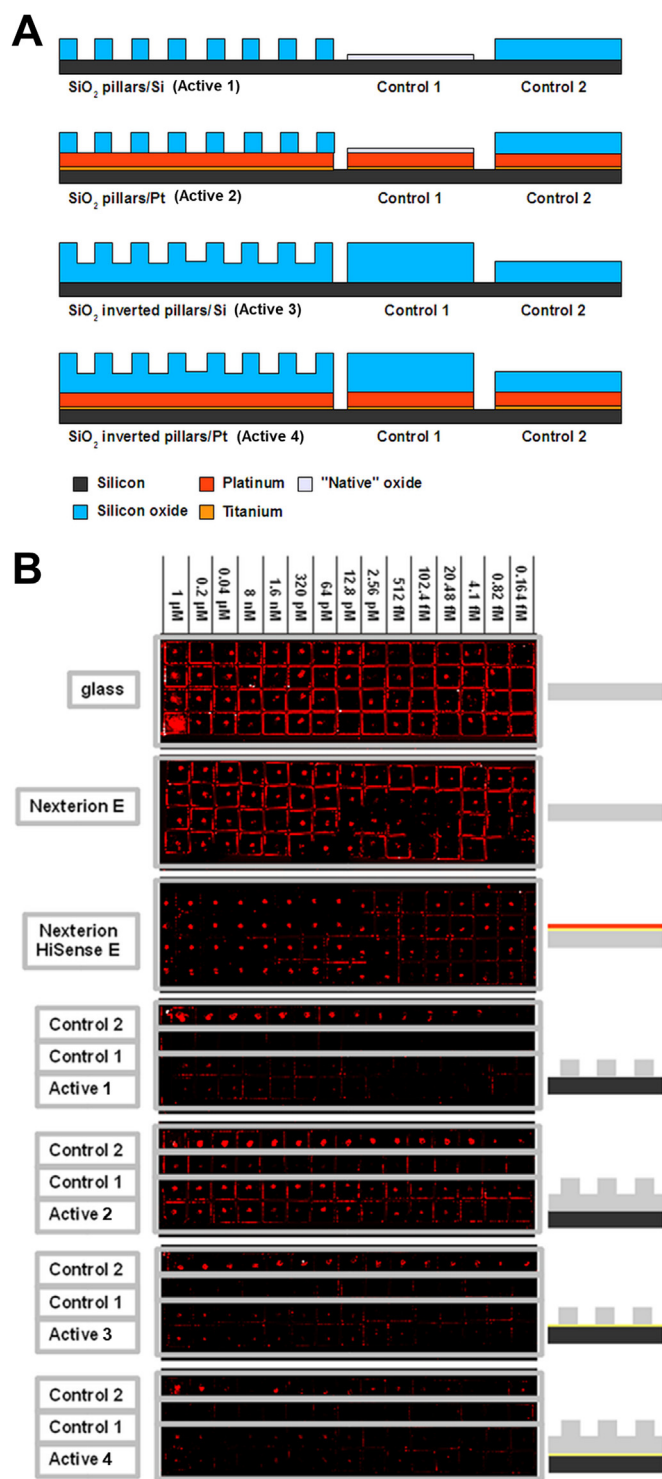 A
SiO2 pillars/Si (Active 1) Control 1 Control 2
SiO2 pillars/Pt (Active 2) Control 1 Control 2
SiO2 inverted pillars/Si (Active 3) Control 1 Control 2
SiO2 inverted pillars/Pt (Active 4) Control 1 Control 2
Silicon Platinum "Native" oxide
Silicon oxide Titanium
B
1 µM 0.2 µM 0.04 µM 8 nM 1.6 nM 320 pM 64 pM 12.8 pM 2.56 pM 512 fM 102.4 fM 20.48 fM 4.1 fM 0.82 fM 0.164 fM
glass
Nexterion E
Nexterion
HiSense E
Control 2
Control 1
Active 1
Control 2
Control 1
Active 2
Control 2
Control 1
Active 3
Control 2
Control 1
Active 4